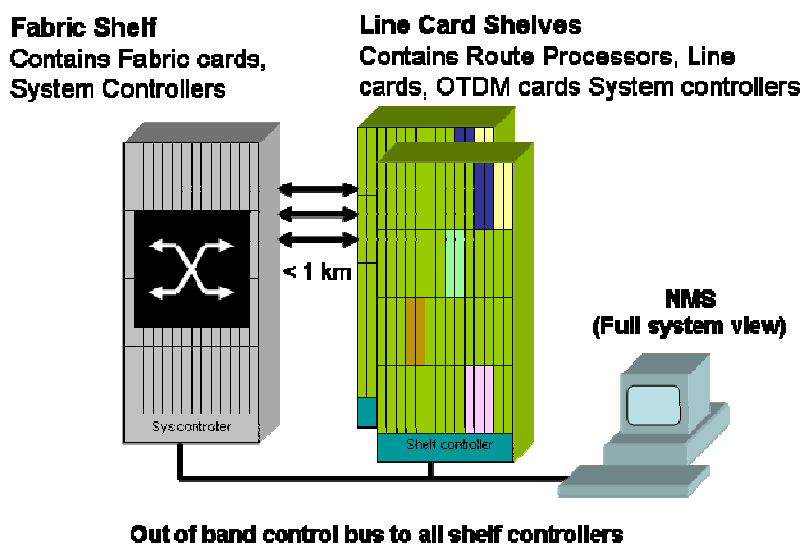 Fabric Shelf
Contains Fabric cards,
System Controllers
Line Card Shelves
Contains Route Processors, Line
cards, OTDM cards System controllers
< 1 km
NMS
(Full system view)
Syscontroller
Shelf controller
Out of band control bus to all shelf controllers